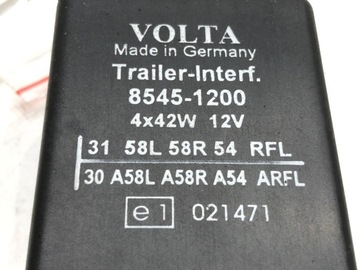 VOLTA
Made in Germany
Trailer-Interf.
8545-1200
4x42W 12V
31 58L 58R 54 RFL
30 A58L A58R A54 ARFL
e1 021471